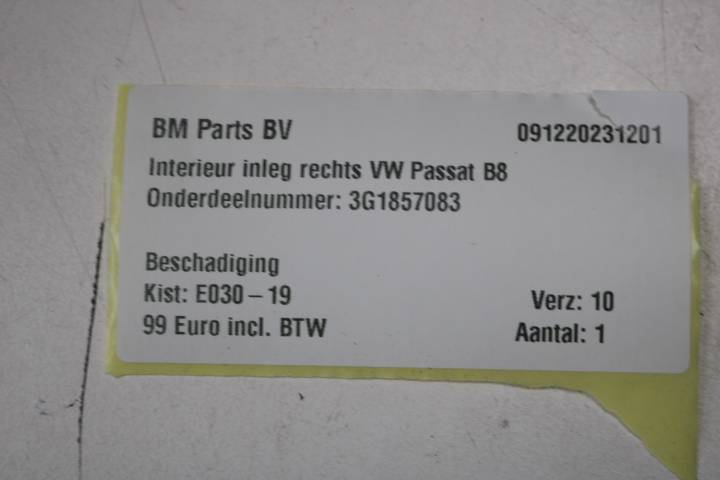 BM Parts BV 091220231201
Interieur inleg rechts VW Passat B8
Onderdeelnummer: 3G1857083
Beschadiging
Kist: E030 – 19 Verz: 10
99 Euro incl. BTW Aantal: 1